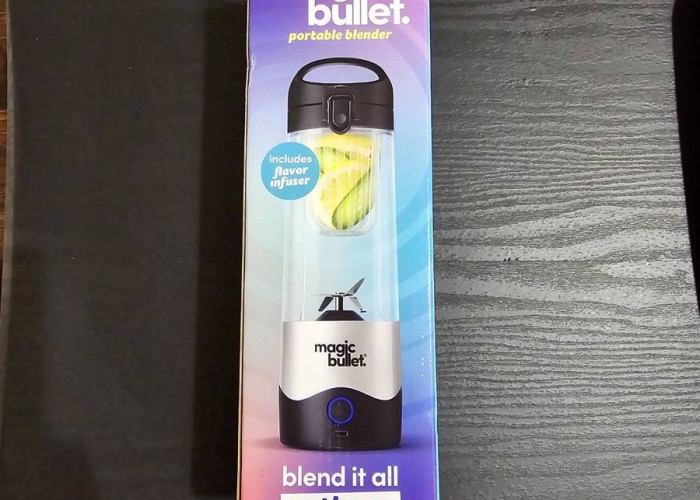 bullet.
portable blender
includes
flavor
infuser
magic
bullet.
blend it all